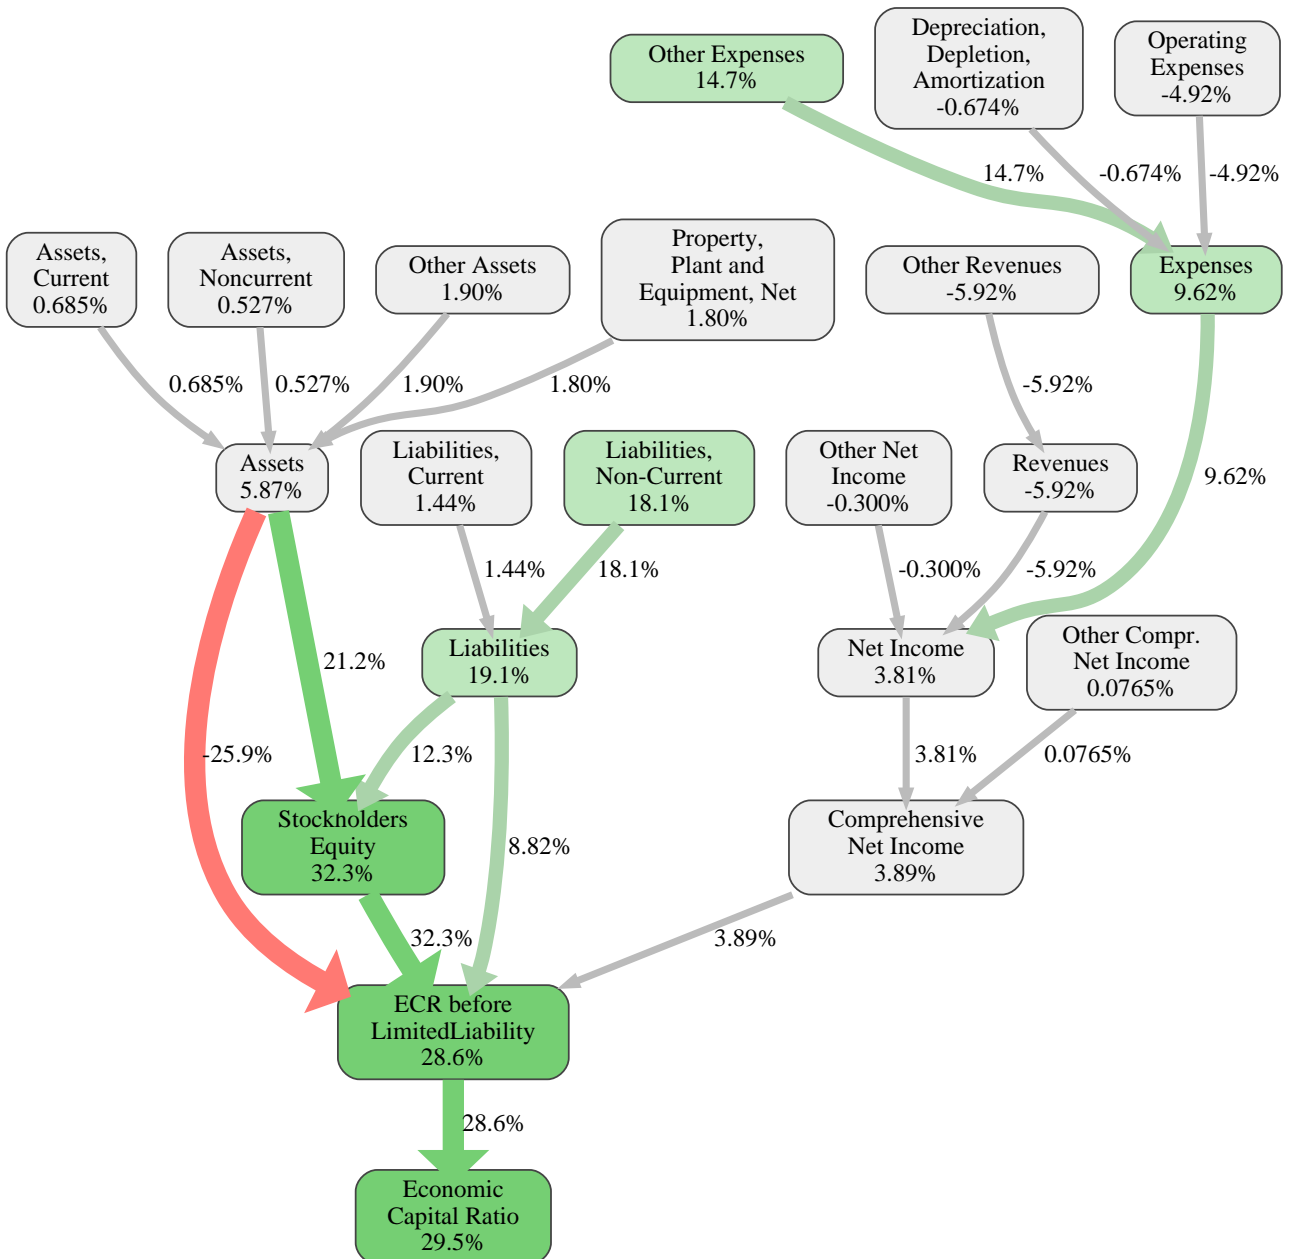 Other Expenses
14.7%
Depreciation,
Depletion,
Amortization
-0.674%
Operating
Expenses
-4.92%
14.7%
-0.674%
-4.92%
Assets,
Current
0.685%
Assets,
Noncurrent
0.527%
Other Assets
1.90%
Property,
Plant and
Equipment, Net
1.80%
Other Revenues
-5.92%
Expenses
9.62%
0.685%
0.527%
1.90%
1.80%
-5.92%
9.62%
Assets
5.87%
Liabilities,
Current
1.44%
Liabilities,
Non-Current
18.1%
Other Net
Income
-0.300%
Revenues
-5.92%
1.44%
18.1%
-0.300%
-5.92%
21.2%
Liabilities
19.1%
Net Income
3.81%
Other Compr.
Net Income
0.0765%
-25.9%
12.3%
3.81%
0.0765%
Stockholders
Equity
32.3%
8.82%
Comprehensive
Net Income
3.89%
32.3%
3.89%
ECR before
LimitedLiability
28.6%
28.6%
Economic
Capital Ratio
29.5%